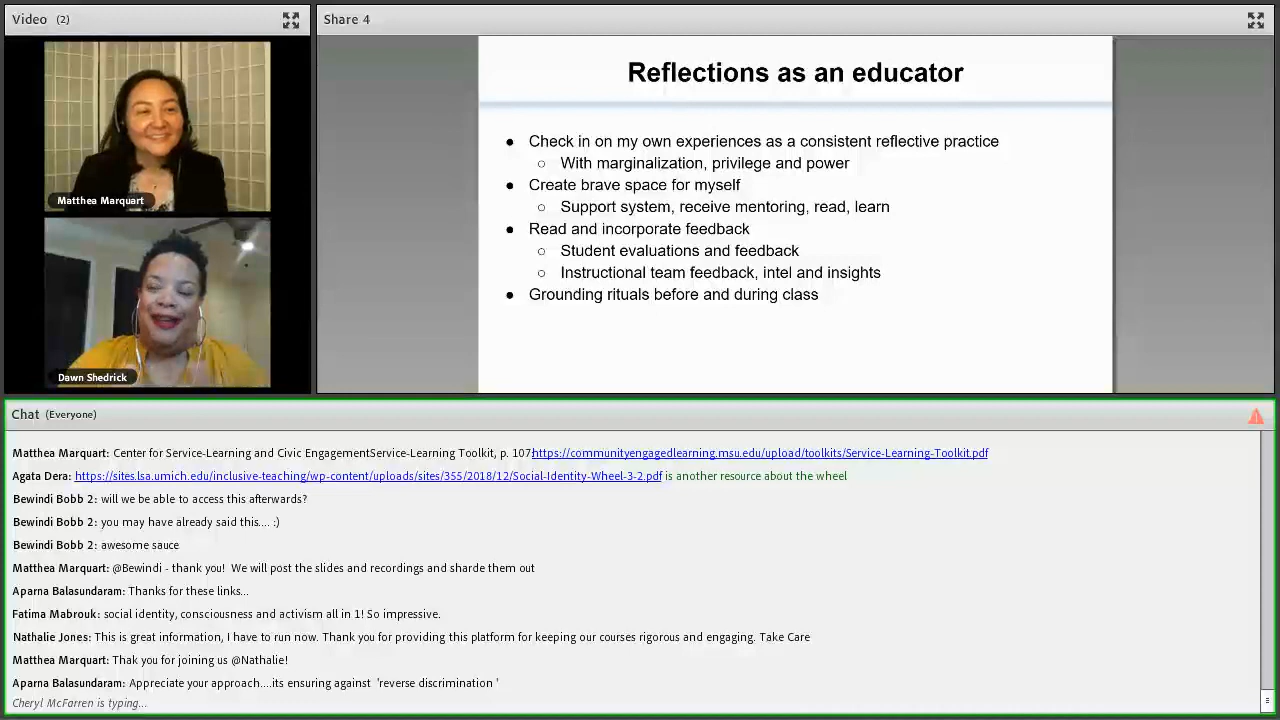 Video (2)
Matthea Marquart
Dawn Shedrick
Share 4
Reflections as an educator
● Check in on my own experiences as a consistent reflective practice
○ With marginalization, privilege and power
● Create brave space for myself
○ Support system, receive mentoring, read, learn
● Read and incorporate feedback
○ Student evaluations and feedback
○ Instructional team feedback, intel and insights
● Grounding rituals before and during class
Chat (Everyone)
Matthea Marquart: Center for Service-Learning and Civic EngagementService-Learning Toolkit, p. 107:https://communityengagedlearning.msu.edu/upload/toolkits/Service-Learning-Toolkit.pdf
Agata Dera: https://sites.lsa.umich.edu/inclusive-teaching/wp-content/uploads/sites/355/2018/12/Social-Identity-Wheel-3-2.pdf is another resource about the wheel
Bewindi Bobb 2: will we be able to access this afterwards?
Bewindi Bobb 2: you may have already said this.... :)
Bewindi Bobb 2: awesome sauce
Matthea Marquart: @Bewindi - thank you!  We will post the slides and recordings and sharde them out
Aparna Balasundaram: Thanks for these links...
Fatima Mabrouk: social identity, consciousness and activism all in 1! So impressive.
Nathalie Jones: This is great information, I have to run now. Thank you for providing this platform for keeping our courses rigorous and engaging. Take Care
Matthea Marquart: Thak you for joining us @Nathalie!
Aparna Balasundaram: Appreciate your approach....its ensuring against  'reverse discrimination '
Cheryl McFarren is typing...